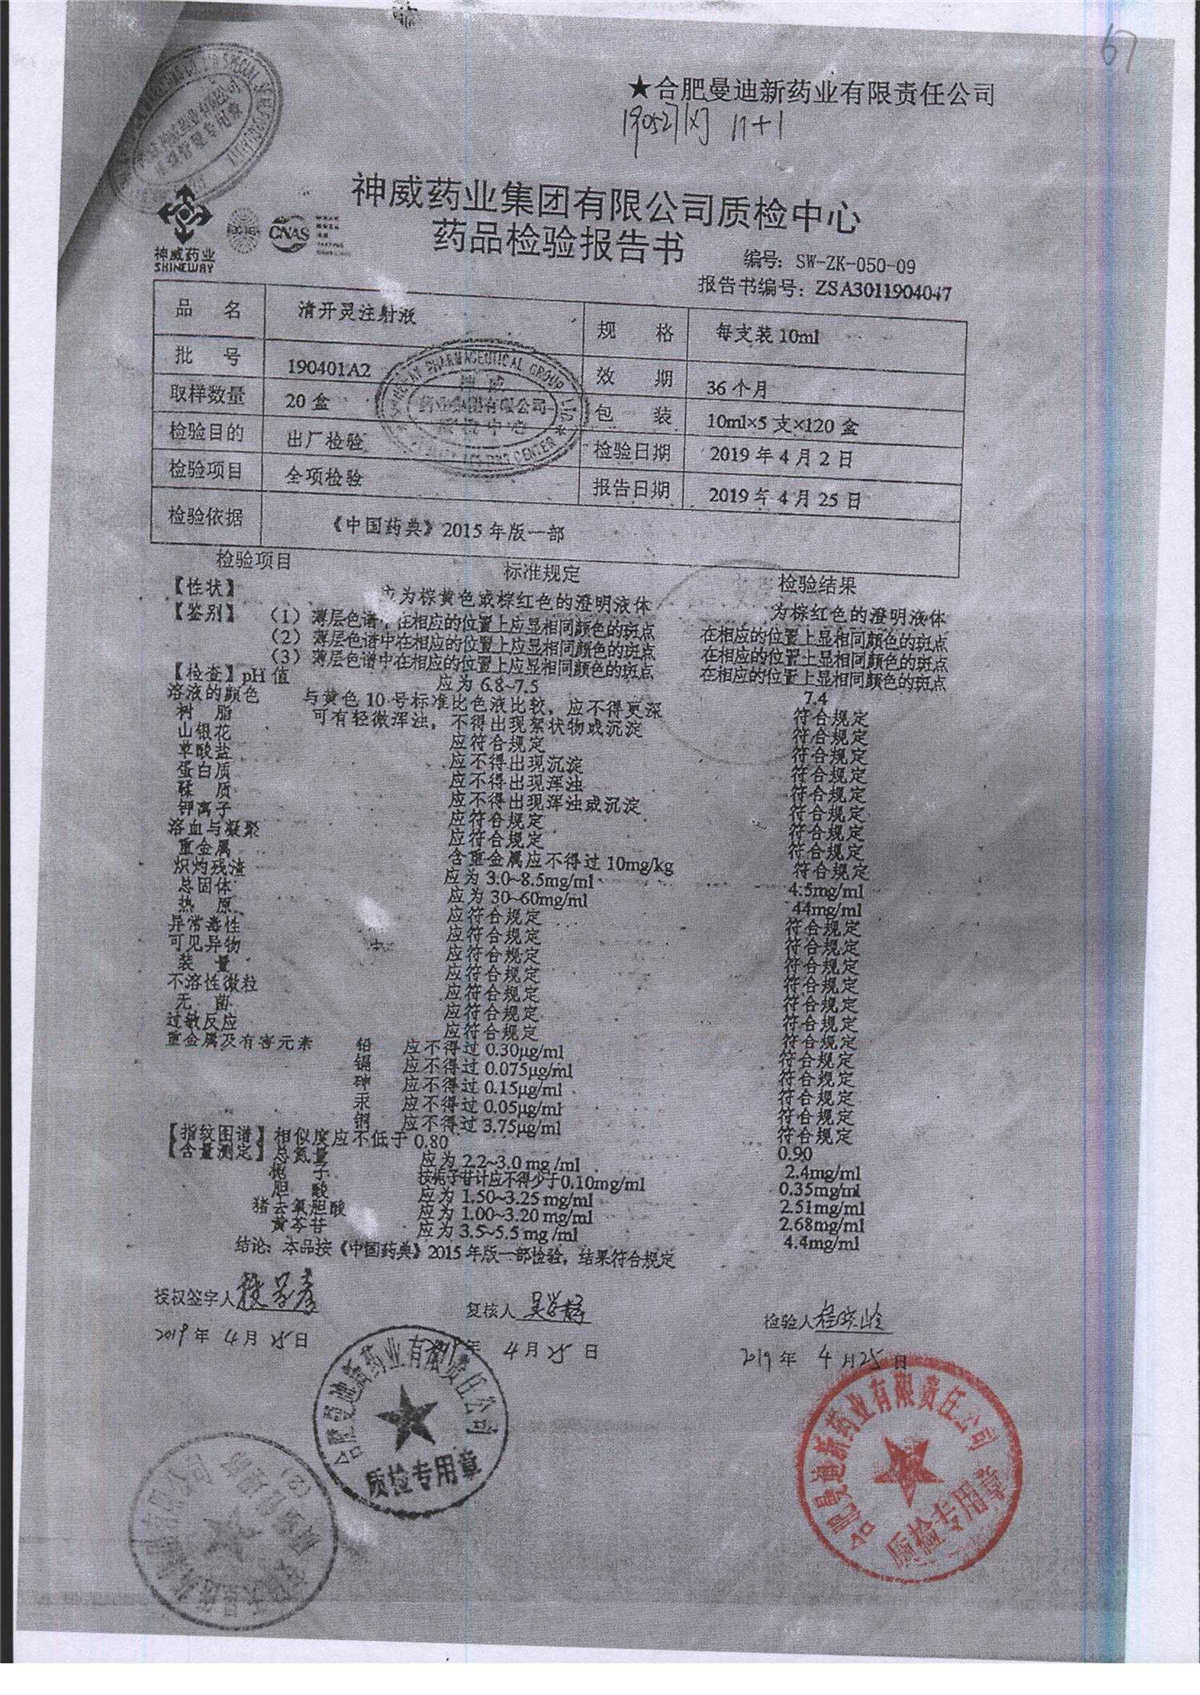 67
★合肥曼迪新药业有限责任公司
神威药业集团有限公司质检中心
药品检验报告书
神威药业
SHINEWAY
CNAS
编号：SW-ZK-050-09
报告书编号：ZSA3011904047
品 名 清开灵注射液 规 格 每支装10ml
批 号 190401A2 效 期 36个月
取样数量 20盒 包 装 10ml×5支×120盒
检验目的 出厂检验 检验日期 2019年4月2日
检验项目 全项检验 报告日期 2019年4月25日
检验依据 《中国药典》2015年版一部
检验项目 标准规定 检验结果
【性状】 应为棕黄色或棕红色的澄明液体 为棕红色的澄明液体
【鉴别】 （1）薄层色谱中在相应的位置上应显相同颜色的斑点 在相应的位置上显相同颜色的斑点
（2）薄层色谱中在相应的位置上应显相同颜色的斑点 在相应的位置上显相同颜色的斑点
（3）薄层色谱中在相应的位置上应显相同颜色的斑点 在相应的位置上显相同颜色的斑点
【检查】pH值 应为6.8~7.5 7.4
溶液的颜色 与黄色10号标准比色液比较，应不得更深 符合规定
树 脂 可有轻微浑浊，不得出现絮状物或沉淀 符合规定
山银花 应符合规定 符合规定
草酸盐 应不得出现沉淀 符合规定
蛋白质 应不得出现浑浊 符合规定
鞣 质 应不得出现浑浊或沉淀 符合规定
钾离子 应符合规定 符合规定
溶血与凝聚 应符合规定 符合规定
重金属 含重金属应不得过10mg/kg 符合规定
炽灼残渣 应为3.0~8.5mg/ml 4.5mg/ml
总固体 应为30~60mg/ml 44mg/ml
热 原 应符合规定 符合规定
异常毒性 应符合规定 符合规定
可见异物 应符合规定 符合规定
装 量 应符合规定 符合规定
不溶性微粒 应符合规定 符合规定
无 菌 应符合规定 符合规定
过敏反应 应符合规定 符合规定
重金属及有害元素 铅 应不得过0.30μg/ml 符合规定
镉 应不得过0.075μg/ml 符合规定
砷 应不得过0.15μg/ml 符合规定
汞 应不得过0.05μg/ml 符合规定
铜 应不得过3.75μg/ml 符合规定
【指纹图谱】相似度应不低于0.80 0.90
【含量测定】总氮量 应为2.2~3.0mg/ml 2.4mg/ml
栀 子 按栀子苷计应不得少于0.10mg/ml 0.35mg/ml
胆 酸 应为1.50~3.25mg/ml 2.51mg/ml
猪去氧胆酸 应为1.00~3.20mg/ml 2.68mg/ml
黄芩苷 应为3.5~5.5mg/ml 4.4mg/ml
结论：本品按《中国药典》2015年版一部检验，结果符合规定
授权签字人 复核人 检验人
2019年4月25日 年4月25日 2019年4月25日
合肥曼迪新药业有限责任公司
质检专用章
合肥曼迪新药业有限责任公司
质检专用章